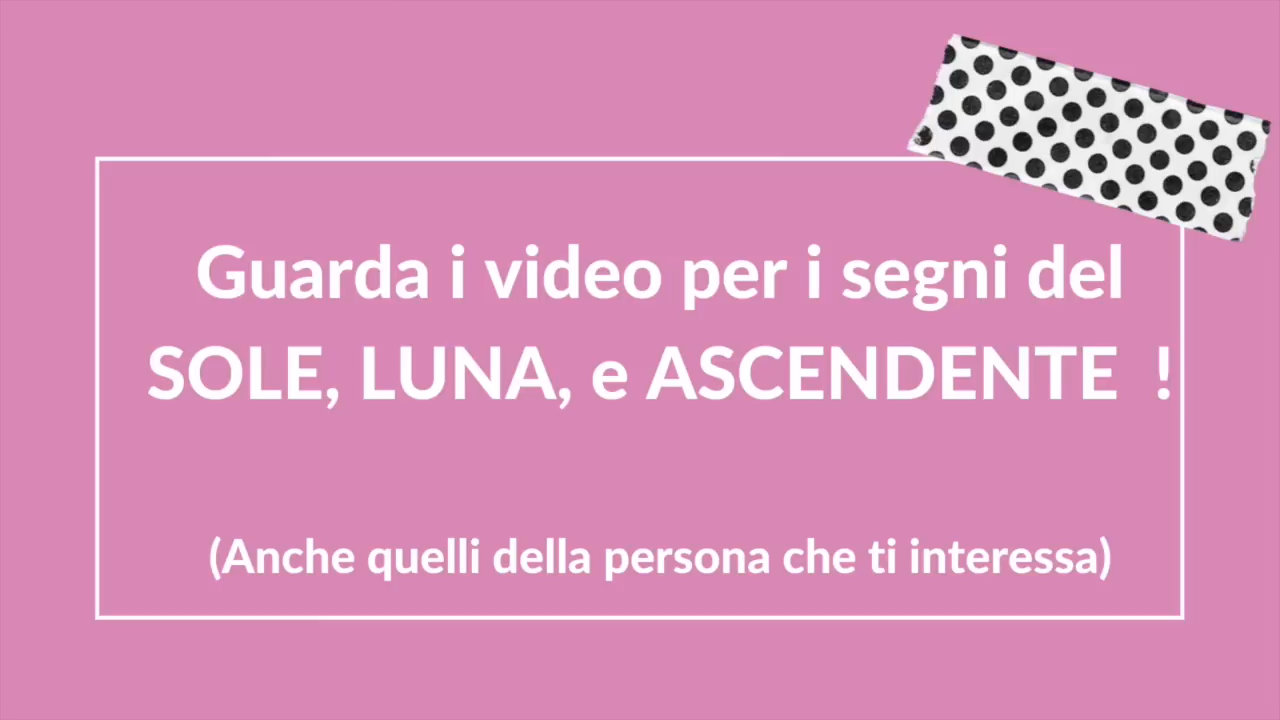 Guarda i video per i segni del
SOLE, LUNA, e ASCENDENTE !
(Anche quelli della persona che ti interessa)